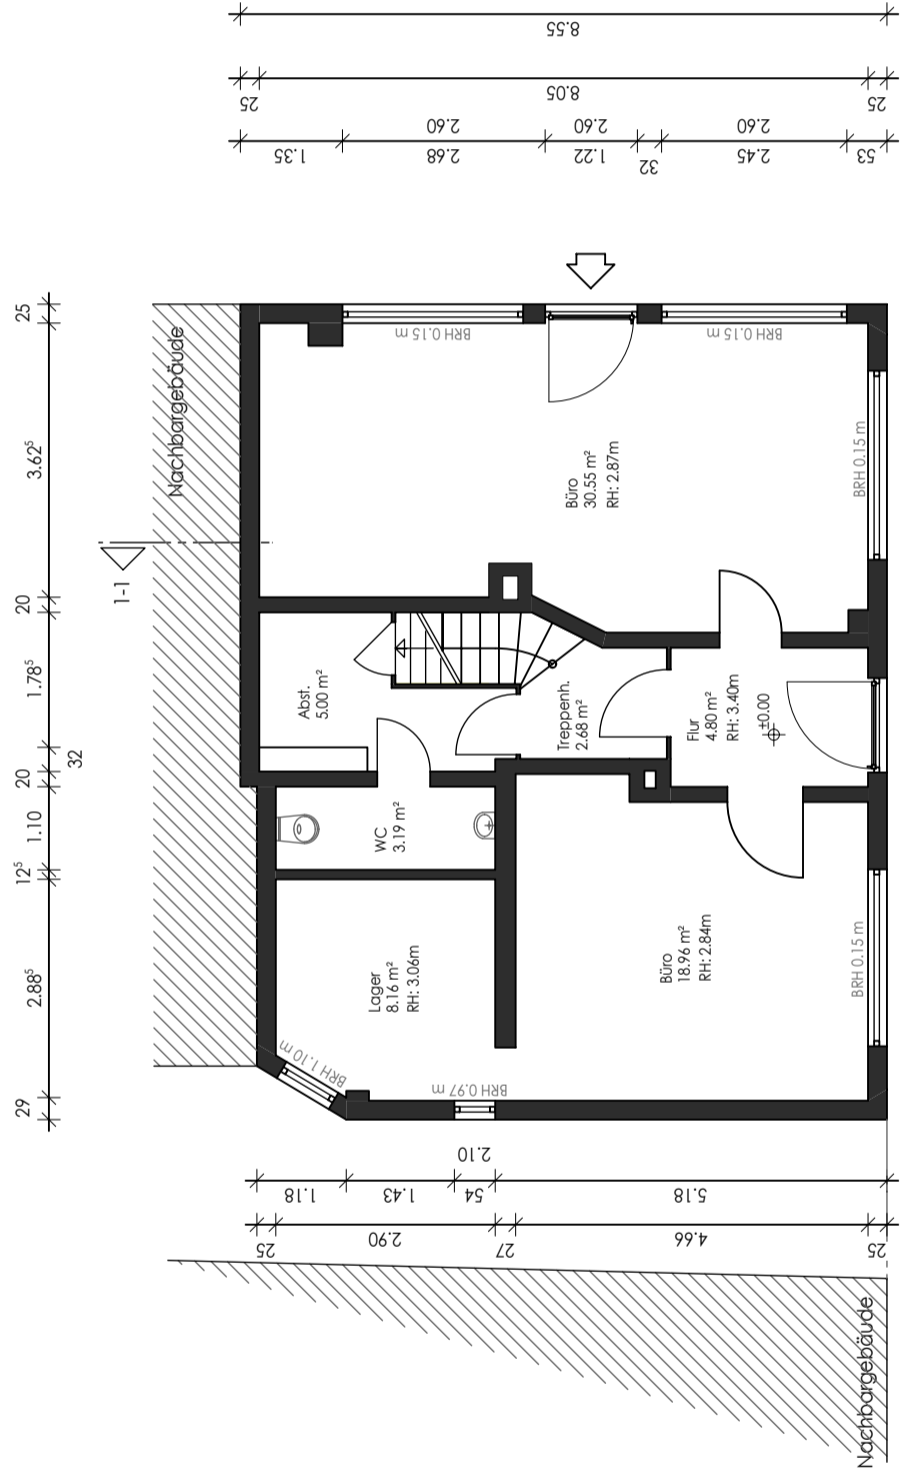 8.55
25
8.05
25
2.60
2.60
2.60
1.35
2.68
1.22
32
2.45
53
25
3.62⁵
20
1.78⁵
32
20
1.10
12⁵
2.88⁵
29
Nachbargebäude
1-1
BRH 0.15 m
BRH 0.15 m
Büro
30.55 m²
RH: 2.87m
BRH 0.15 m
Abst.
5.00 m²
Treppenh.
2.68 m²
Flur
4.80 m²
RH: 3.40m
±0.00
WC
3.19 m²
Lager
8.16 m²
RH: 3.06m
BRH 1.10 m
BRH 0.97 m
Büro
18.96 m²
RH: 2.84m
BRH 0.15 m
2.10
1.18
1.43
54
5.18
25
2.90
27
4.66
25
Nachbargebäude